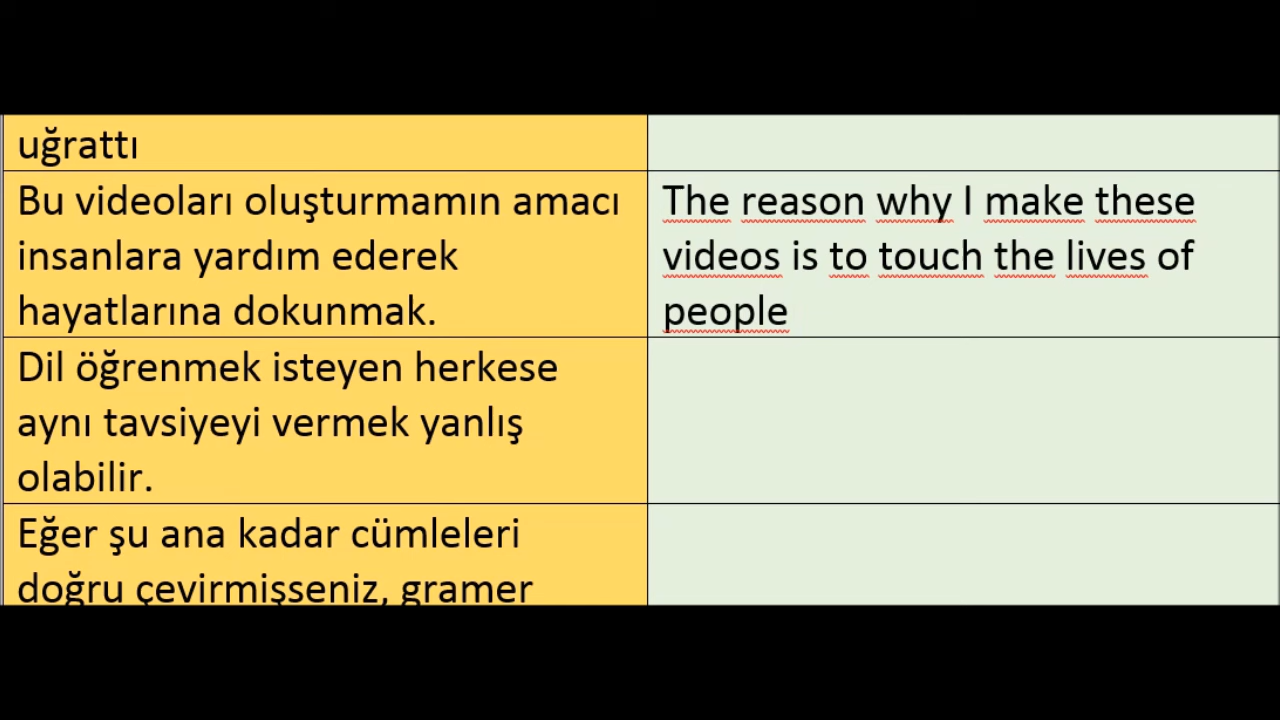 uğrattı
Bu videoları oluşturmamın amacı
insanlara yardım ederek
hayatlarına dokunmak.
The reason why I make these
videos is to touch the lives of
people
Dil öğrenmek isteyen herkese
aynı tavsiyeyi vermek yanlış
olabilir.
Eğer şu ana kadar cümleleri
doğru çevirmişseniz, gramer